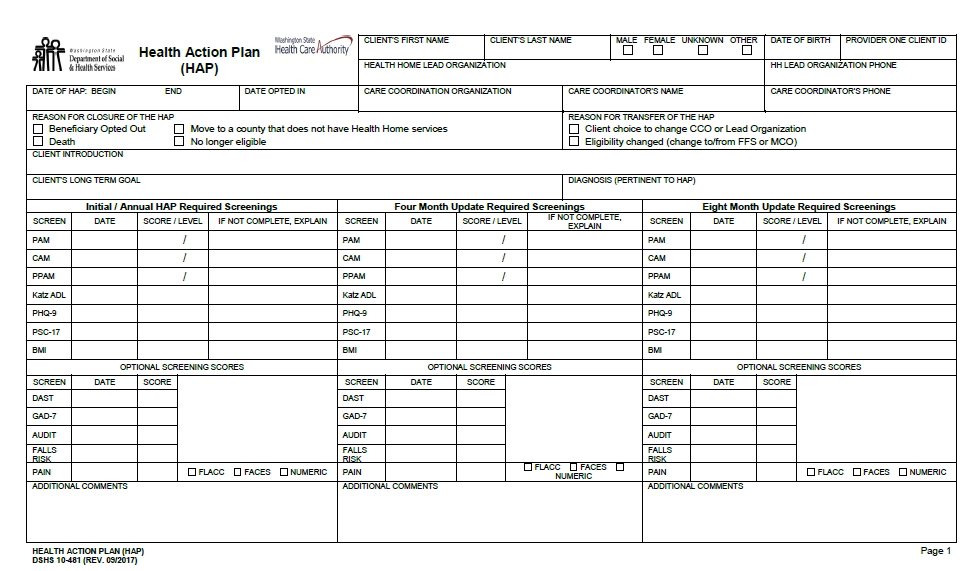 Washington State
Department of Social
& Health Services
Health Action Plan
(HAP)
Washington State
Health Care Authority
CLIENT'S FIRST NAME CLIENT'S LAST NAME MALE FEMALE UNKNOWN OTHER DATE OF BIRTH PROVIDER ONE CLIENT ID
HEALTH HOME LEAD ORGANIZATION HH LEAD ORGANIZATION PHONE
DATE OF HAP: BEGIN END DATE OPTED IN CARE COORDINATION ORGANIZATION CARE COORDINATOR'S NAME CARE COORDINATOR'S PHONE
REASON FOR CLOSURE OF THE HAP REASON FOR TRANSFER OF THE HAP
Beneficiary Opted Out Move to a county that does not have Health Home services Client choice to change CCO or Lead Organization
Death No longer eligible Eligibility changed (change to/from FFS or MCO)
CLIENT INTRODUCTION
CLIENT'S LONG TERM GOAL DIAGNOSIS (PERTINENT TO HAP)
Initial / Annual HAP Required Screenings Four Month Update Required Screenings Eight Month Update Required Screenings
SCREEN DATE SCORE / LEVEL IF NOT COMPLETE, EXPLAIN SCREEN DATE SCORE / LEVEL IF NOT COMPLETE, EXPLAIN SCREEN DATE SCORE / LEVEL IF NOT COMPLETE, EXPLAIN
PAM / PAM / PAM /
CAM / CAM / CAM /
PPAM / PPAM / PPAM /
Katz ADL Katz ADL Katz ADL
PHQ-9 PHQ-9 PHQ-9
PSC-17 PSC-17 PSC-17
BMI BMI BMI
OPTIONAL SCREENING SCORES OPTIONAL SCREENING SCORES OPTIONAL SCREENING SCORES
SCREEN DATE SCORE SCREEN DATE SCORE SCREEN DATE SCORE
DAST DAST DAST
GAD-7 GAD-7 GAD-7
AUDIT AUDIT AUDIT
FALLS RISK FALLS RISK FALLS RISK
PAIN FLACC FACES NUMERIC PAIN FLACC FACES NUMERIC PAIN FLACC FACES NUMERIC
ADDITIONAL COMMENTS ADDITIONAL COMMENTS ADDITIONAL COMMENTS
HEALTH ACTION PLAN (HAP) Page 1
DSHS 10-481 (REV. 09/2017)